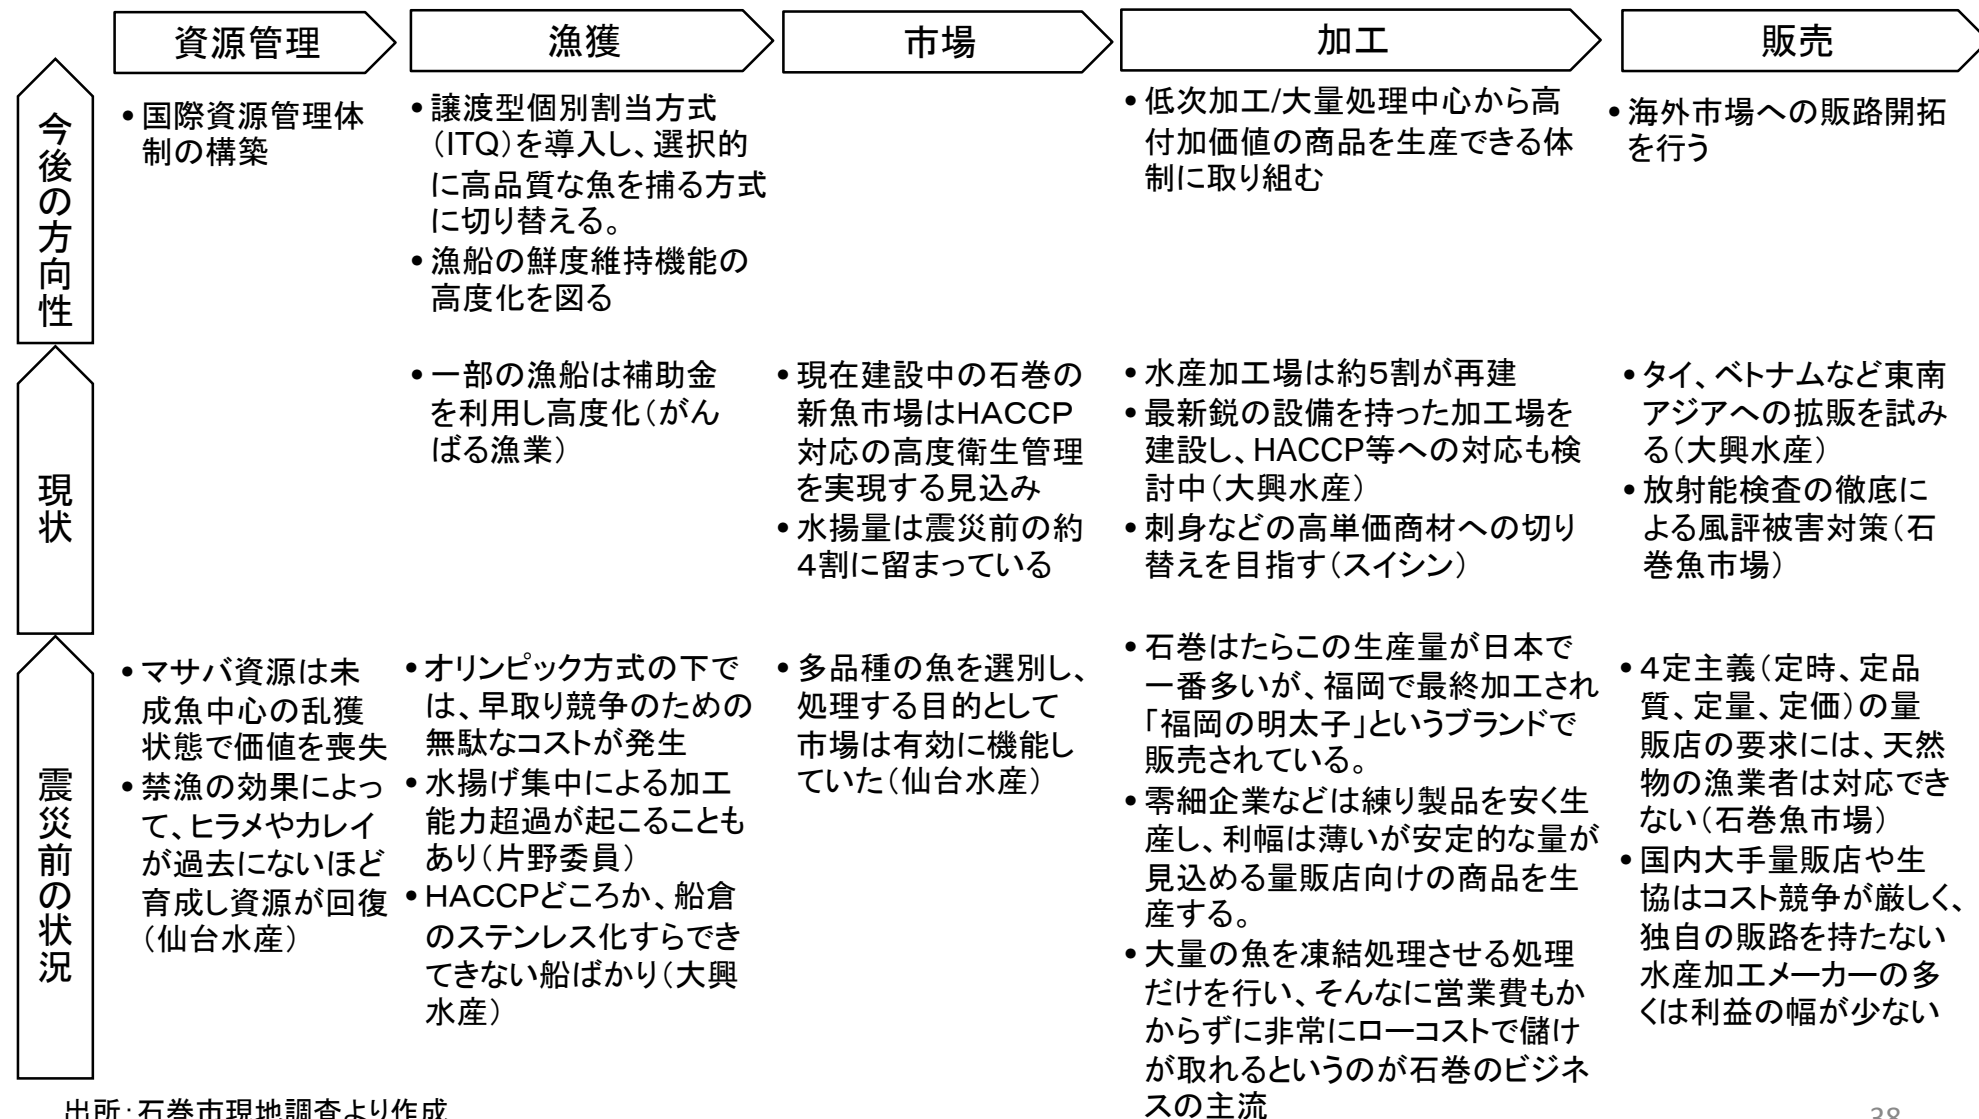 資源管理
漁獲
市場
加工
販売
今後の方向性
•国際資源管理体
制の構築
•譲渡型個別割当方式
(ITQ)を導入し、選択的
に高品質な魚を捕る方式
に切り替える。
•漁船の鮮度維持機能の
高度化を図る
•低次加工/大量処理中心から高
付加価値の商品を生産できる体
制に取り組む
•海外市場への販路開拓
を行う
現状
•一部の漁船は補助金
を利用し高度化(がん
ばる漁業)
•現在建設中の石巻の
新魚市場はHACCP
対応の高度衛生管理
を実現する見込み
•水揚量は震災前の約
4割に留まっている
•水産加工場は約5割が再建
•最新鋭の設備を持った加工場を
建設し、HACCP等への対応も検
討中(大興水産)
•刺身などの高単価商材への切り
替えを目指す(スイシン)
•タイ、ベトナムなど東南
アジアへの拡販を試み
る(大興水産)
•放射能検査の徹底に
よる風評被害対策(石
巻魚市場)
震災前の状況
•マサバ資源は未
成魚中心の乱獲
状態で価値を喪失
•禁漁の効果によっ
て、ヒラメやカレイ
が過去にないほど
育成し資源が回復
(仙台水産)
•オリンピック方式の下で
は、早取り競争のための
無駄なコストが発生
•水揚げ集中による加工
能力超過が起こることも
あり(片野委員)
•HACCPどころか、船倉
のステンレス化すらでき
てきない船ばかり(大興
水産)
•多品種の魚を選別し、
処理する目的として
市場は有効に機能し
ていた(仙台水産)
•石巻はたらこの生産量が日本で
一番多いが、福岡で最終加工され
「福岡の明太子」というブランドで
販売されている。
•零細企業などは練り製品を安く生
産し、利幅は薄いが安定的な量が
見込める量販店向けの商品を生
産する。
•大量の魚を凍結処理させる処理
だけを行い、そんなに営業費もか
からずに非常にローコストで儲け
が取れるというのが石巻のビジネ
スの主流
•4定主義(定時、定品
質、定量、定価)の量
販店の要求には、天然
物の漁業者は対応でき
ない(石巻魚市場)
•国内大手量販店や生
協はコスト競争が厳しく、
独自の販路を持たない
水産加工メーカーの多
くは利益の幅が少ない
出所:石巻市現地調査より作成
38